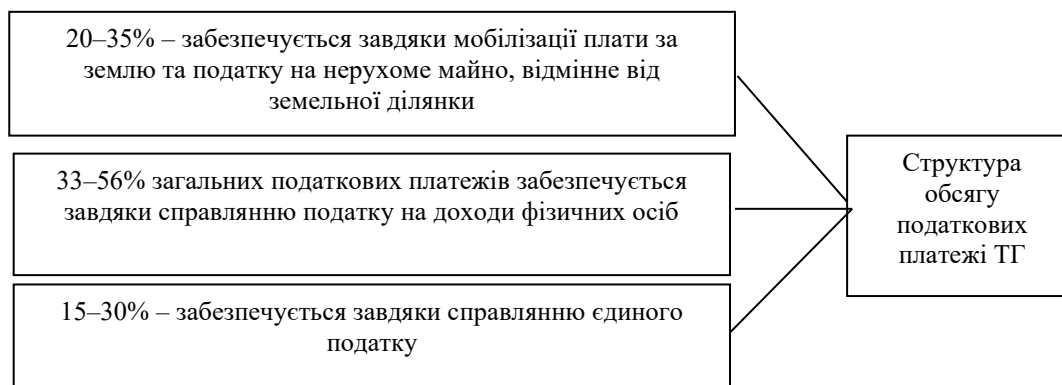 20–35% – забезпечується завдяки мобілізації плати за
землю та податку на нерухоме майно, відмінне від
земельної ділянки
33–56% загальних податкових платежів забезпечується
завдяки справлянню податку на доходи фізичних осіб
15–30% – забезпечується завдяки справлянню єдиного
податку
Структура
обсягу
податкових
платежі ТГ